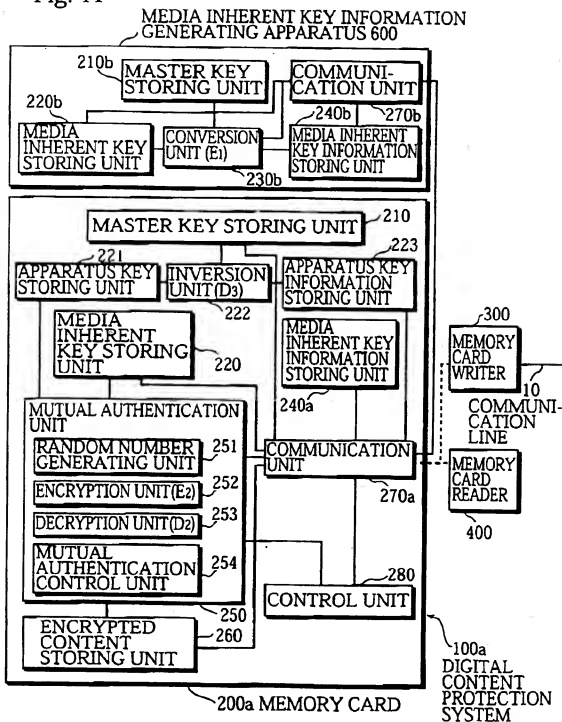 Fig. 11
MEDIA INHERENT KEY INFORMATION
GENERATING APPARATUS 600
210b
MASTER KEY
STORING UNIT
COMMUNI-
CATION UNIT
270b
220b
MEDIA
INHERENT KEY
STORING UNIT
CONVERSION
UNIT (E1)
230b
240b
MEDIA INHERENT
KEY INFORMATION
STORING UNIT
210
MASTER KEY STORING UNIT
221
APPARATUS KEY
STORING UNIT
INVERSION
UNIT (D3)
222
223
APPARATUS KEY
INFORMATION
STORING UNIT
MEDIA
INHERENT
KEY STORING
UNIT
220
MEDIA
INHERENT
KEY INFORMATION
STORING UNIT
240a
300
MEMORY
CARD
WRITER
10
COMMUNI-
CATION
LINE
MUTUAL AUTHENTICATION
UNIT
RANDOM NUMBER
GENERATING UNIT
251
ENCRYPTION UNIT (E2)
252
DECRYPTION UNIT (D2)
253
MUTUAL
AUTHENTICATION
CONTROL UNIT
254
250
COMMUNICATION
UNIT
270a
MEMORY
CARD
READER
400
280
CONTROL UNIT
ENCRYPTED
CONTENT
STORING UNIT
260
200a MEMORY CARD
100a
DIGITAL
CONTENT
PROTECTION
SYSTEM